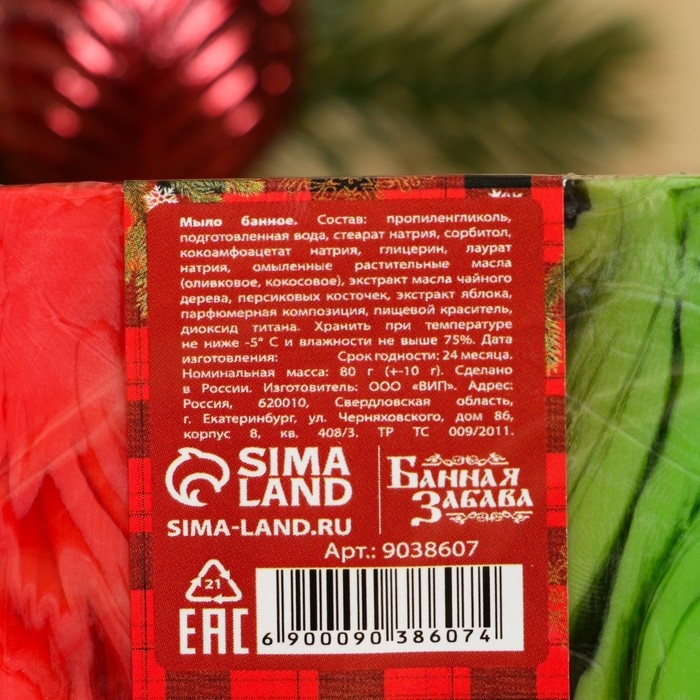 Мыло банное. Состав: пропиленгликоль,
подготовленная вода, стеарат натрия, сорбитол,
кокоамфоацетат натрия, глицерин, лаурат
натрия, омыленные растительные масла
(оливковое, кокосовое), экстракт масла чайного
дерева, персиковых косточек, экстракт яблока,
парфюмерная композиция, пищевой краситель,
диоксид титана. Хранить при температуре
не ниже -5° С и влажности не выше 75%. Дата
изготовления: Срок годности: 24 месяца.
Номинальная масса: 80 г (+-10 г). Сделано
в России. Изготовитель: ООО «ВИП». Адрес:
Россия, 620010, Свердловская область,
г. Екатеринбург, ул. Черняховского, дом 86,
корпус 8, кв. 408/3. ТР ТС 009/2011.
SIMA
LAND
SIMA-LAND.RU
Банная
Забава
Арт.: 9038607
21
EAC
6 900090 386074